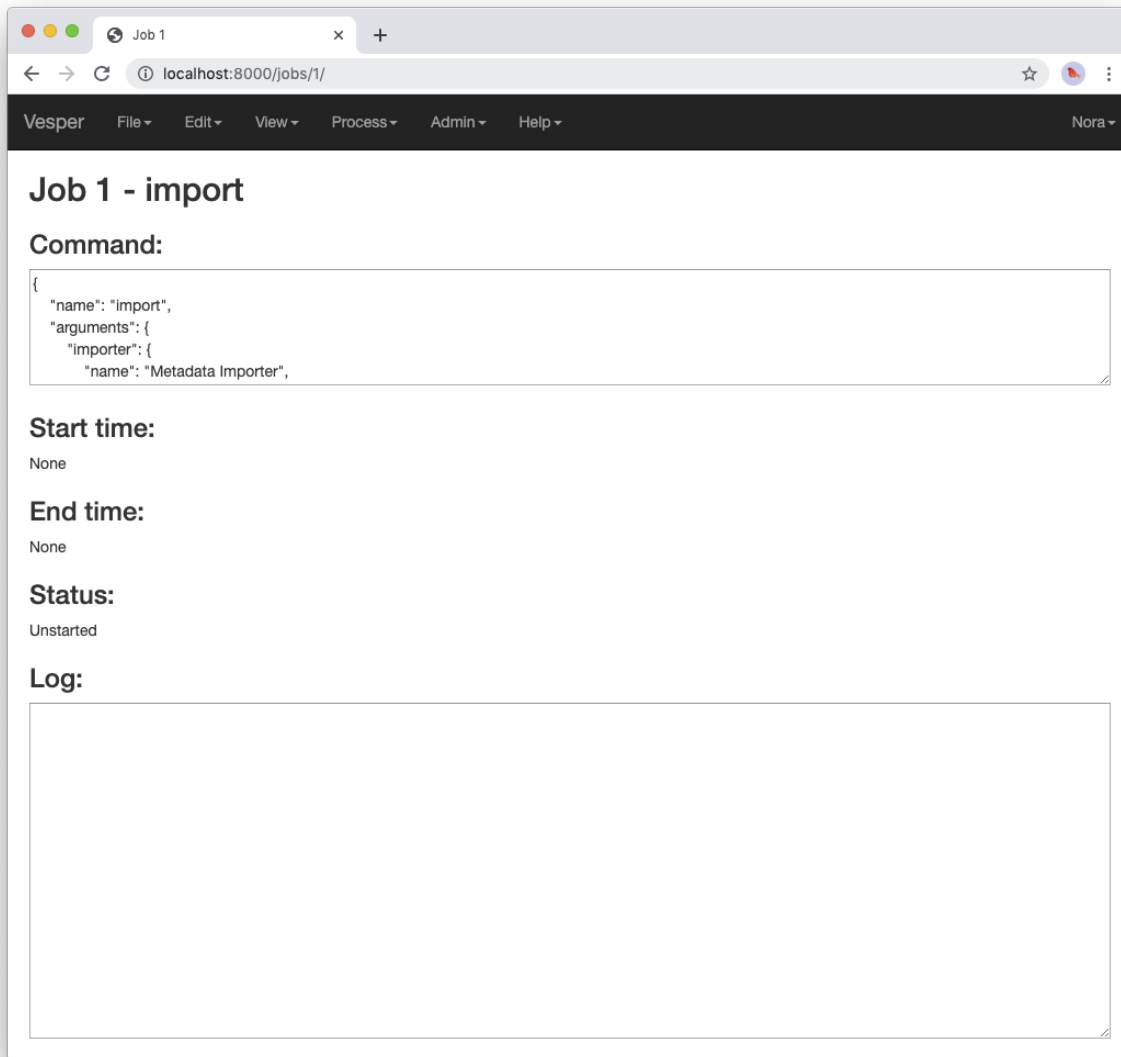 Job 1
localhost:8000/jobs/1/
Vesper File Edit View Process Admin Help Nora
Job 1 - import
Command:
{
"name": "import",
"arguments": {
"importer": {
"name": "Metadata Importer",
Start time:
None
End time:
None
Status:
Unstarted
Log: